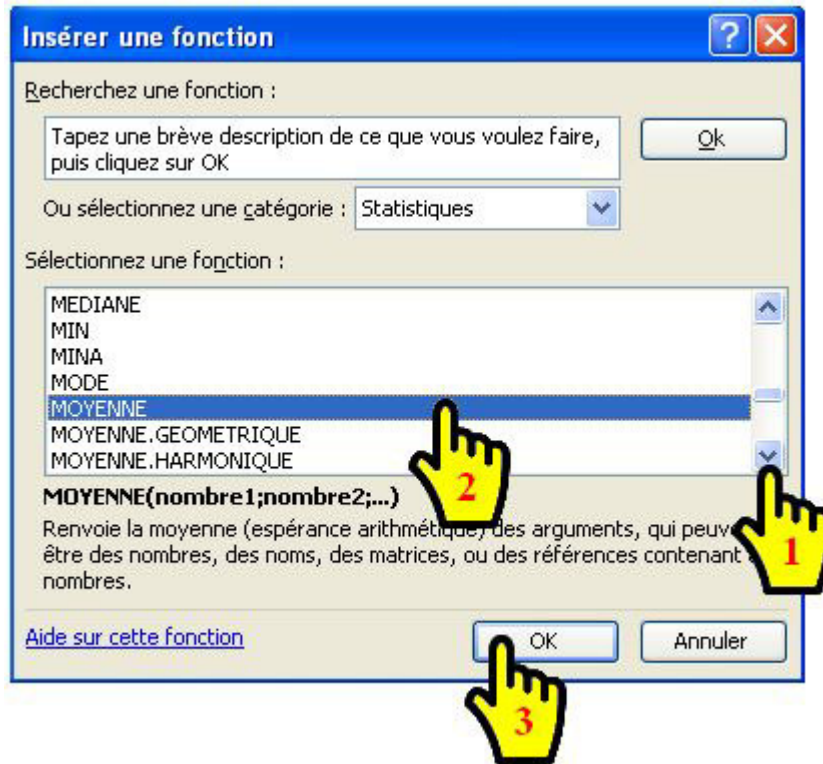 Insérer une fonction
Recherchez une fonction :
Tapez une brève description de ce que vous voulez faire,
puis cliquez sur OK
Ok
Ou sélectionnez une catégorie : Statistiques
Sélectionnez une fonction :
MEDIANE
MIN
MINA
MODE
MOYENNE
MOYENNE.GEOMETRIQUE
MOYENNE.HARMONIQUE
2
1
MOYENNE(nombre1;nombre2;...)
Renvoie la moyenne (espérance arithmétique) des arguments, qui
être des nombres, des noms, des matrices, ou des références contenant
nombres.
Aide sur cette fonction
OK
Annuler
3